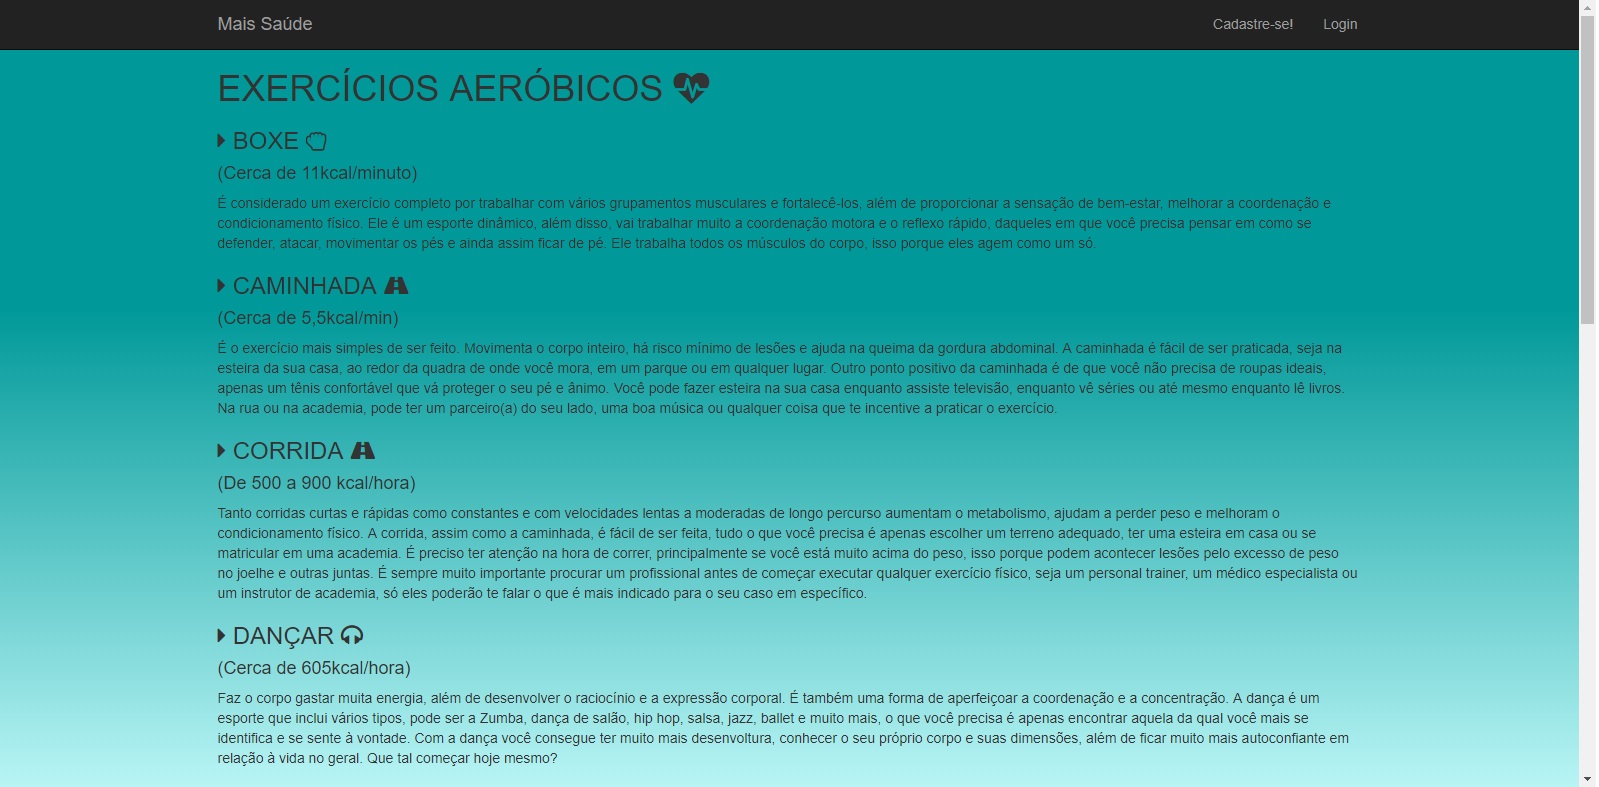 Mais Saúde
Cadastre-se!
Login
EXERCÍCIOS AERÓBICOS
BOXE
(Cerca de 11kcal/minuto)
É considerado um exercício completo por trabalhar com vários grupamentos musculares e fortalecê-los, além de proporcionar a sensação de bem-estar, melhorar a coordenação e
condicionamento físico. Ele é um esporte dinâmico, além disso, vai trabalhar muito a coordenação motora e o reflexo rápido, daqueles em que você precisa pensar em como se
defender, atacar, movimentar os pés e ainda assim ficar de pé. Ele trabalha todos os músculos do corpo, isso porque eles agem como um só.
CAMINHADA
(Cerca de 5,5kcal/min)
É o exercício mais simples de ser feito. Movimenta o corpo inteiro, há risco mínimo de lesões e ajuda na queima da gordura abdominal. A caminhada é fácil de ser praticada, seja na
esteira da sua casa, ao redor da quadra de onde você mora, em um parque ou em qualquer lugar. Outro ponto positivo da caminhada é de que você não precisa de roupas ideais,
apenas um tênis confortável que vá proteger o seu pé e ânimo. Você pode fazer esteira na sua casa enquanto assiste televisão, enquanto vê séries ou até mesmo enquanto lê livros.
Na rua ou na academia, pode ter um parceiro(a) do seu lado, uma boa música ou qualquer coisa que te incentive a praticar o exercício.
CORRIDA
(De 500 a 900 kcal/hora)
Tanto corridas curtas e rápidas como constantes e com velocidades lentas a moderadas de longo percurso aumentam o metabolismo, ajudam a perder peso e melhoram o
condicionamento físico. A corrida, assim como a caminhada, é fácil de ser feita, tudo o que você precisa é apenas escolher um terreno adequado, ter uma esteira em casa ou se
matricular em uma academia. É preciso ter atenção na hora de correr, principalmente se você está muito acima do peso, isso porque podem acontecer lesões pelo excesso de peso
no joelhe e outras juntas. É sempre muito importante procurar um profissional antes de começar executar qualquer exercício físico, seja um personal trainer, um médico especialista ou
um instrutor de academia, só eles poderão te falar o que é mais indicado para o seu caso em específico.
DANÇAR
(Cerca de 605kcal/hora)
Faz o corpo gastar muita energia, além de desenvolver o raciocínio e a expressão corporal. É também uma forma de aperfeiçoar a coordenação e a concentração. A dança é um
esporte que inclui vários tipos, pode ser a Zumba, dança de salão, hip hop, salsa, jazz, ballet e muito mais, o que você precisa é apenas encontrar aquela da qual você mais se
identifica e se sente à vontade. Com a dança você consegue ter muito mais desenvoltura, conhecer o seu próprio corpo e suas dimensões, além de ficar muito mais autoconfiante em
relação à vida no geral. Que tal começar hoje mesmo?